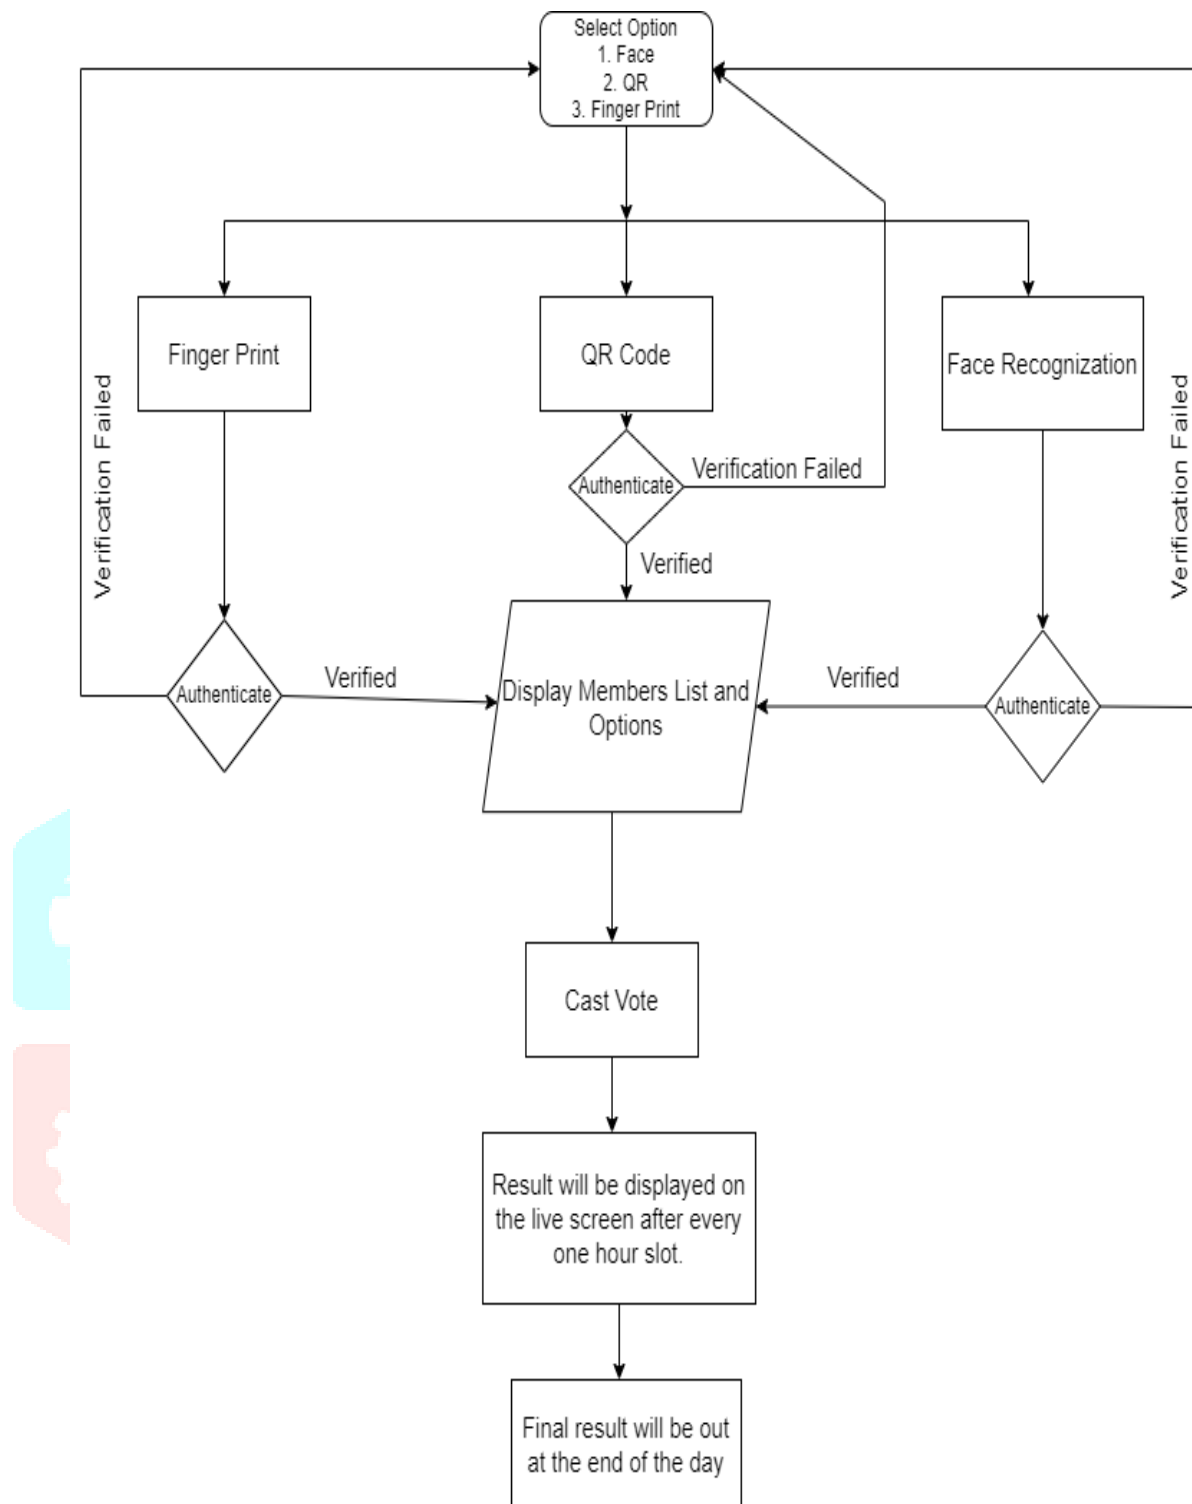 Select Option
1. Face
2. QR
3. Finger Print
Finger Print
QR Code
Face Recognization
Verification Failed
Verification Failed
Authenticate
Verification Failed
Verified
Authenticate
Verified
Display Members List and
Options
Verified
Authenticate
Cast Vote
Result will be displayed on
the live screen after every
one hour slot.
Final result will be out
at the end of the day